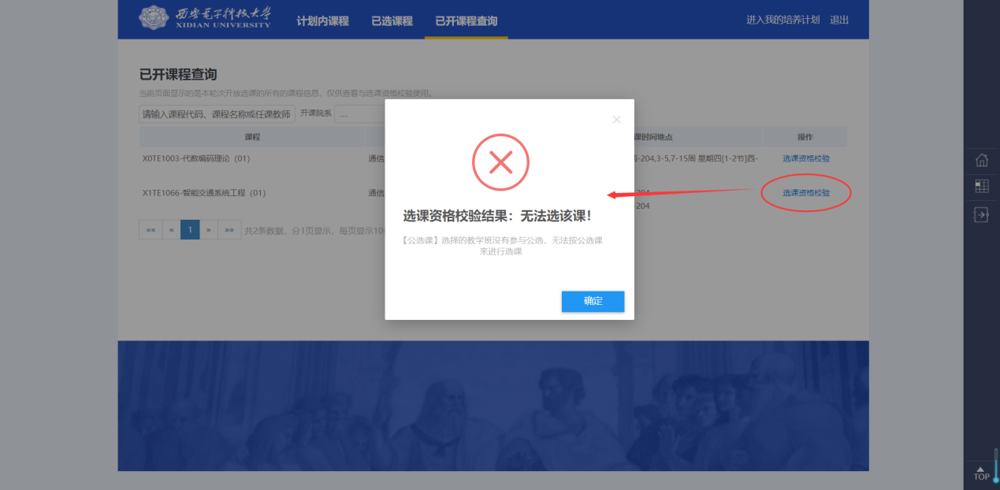 西安电子科技大学
XIDIAN UNIVERSITY
计划内课程 已选课程 已开课程查询
进入我的培养计划 退出
已开课程查询
当前页面显示的是本轮次开放选课的所有的课程信息，仅供查看与选课资格校验使用。
请输入课程代码、课程名称或任课教师 开课院系 ...
课程 课时间地点 操作
X0TE1003-代数编码理论（01） 通信 -204,3-5,7-15周 星期四[1-2节]西- 选课资格校验
X1TE1066-智能交通系统工程（01） 通信 204 选课资格校验
-204
«« « 1 » »» 共2条数据，分1页显示，每页显示10
选课资格校验结果：无法选该课！
【公选课】选择的教学班没有参与公选，无法按公选课
来进行选课
确定
TOP